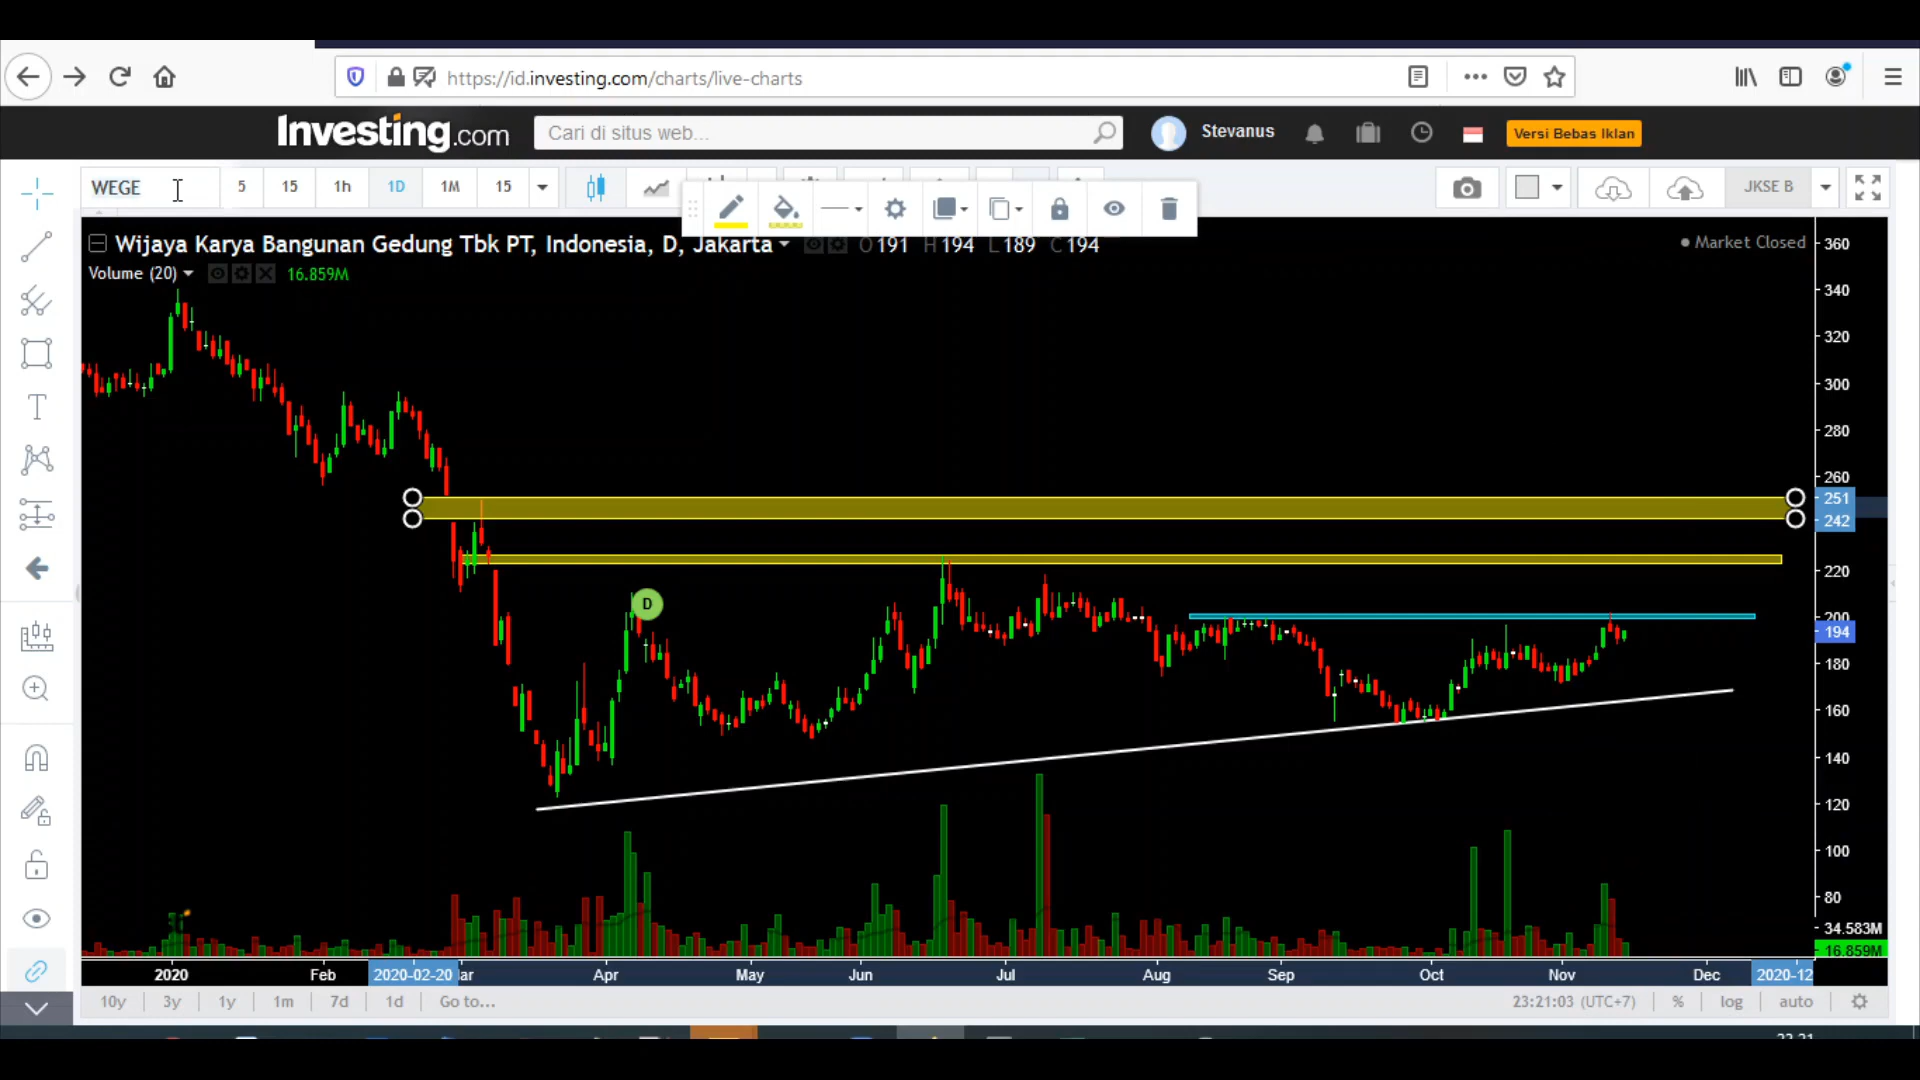 https://id.investing.com/charts/live-charts
Investing.com
Cari di situs web...
Stevanus
Versi Bebas Iklan
WEGE
5 15 1h 1D 1M 15
JKSE B
Wijaya Karya Bangunan Gedung Tbk PT, Indonesia, D, Jakarta O 191 H 194 L 189 C 194
Market Closed
Volume (20) 16.859M
360
340
320
300
280
260
251
242
220
200
194
180
160
140
120
100
80
34.583M
16.859M
D
2020 Feb 2020-02-20 Apr May Jun Jul Aug Sep Oct Nov Dec 2020-12
10y 3y 1y 1m 7d 1d Go to...
23:21:03 (UTC+7) % log auto